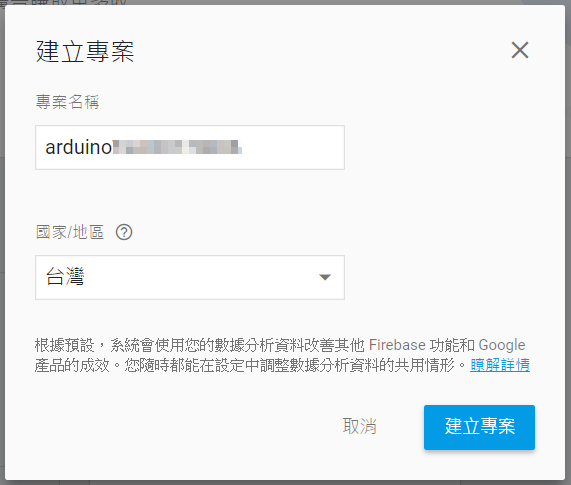 建立專案
專案名稱
arduino
國家/地區
台灣
根據預設，系統會使用您的數據分析資料改善其他 Firebase 功能和 Google
產品的成效。您隨時都能在設定中調整數據分析資料的共用情形。瞭解詳情
取消
建立專案